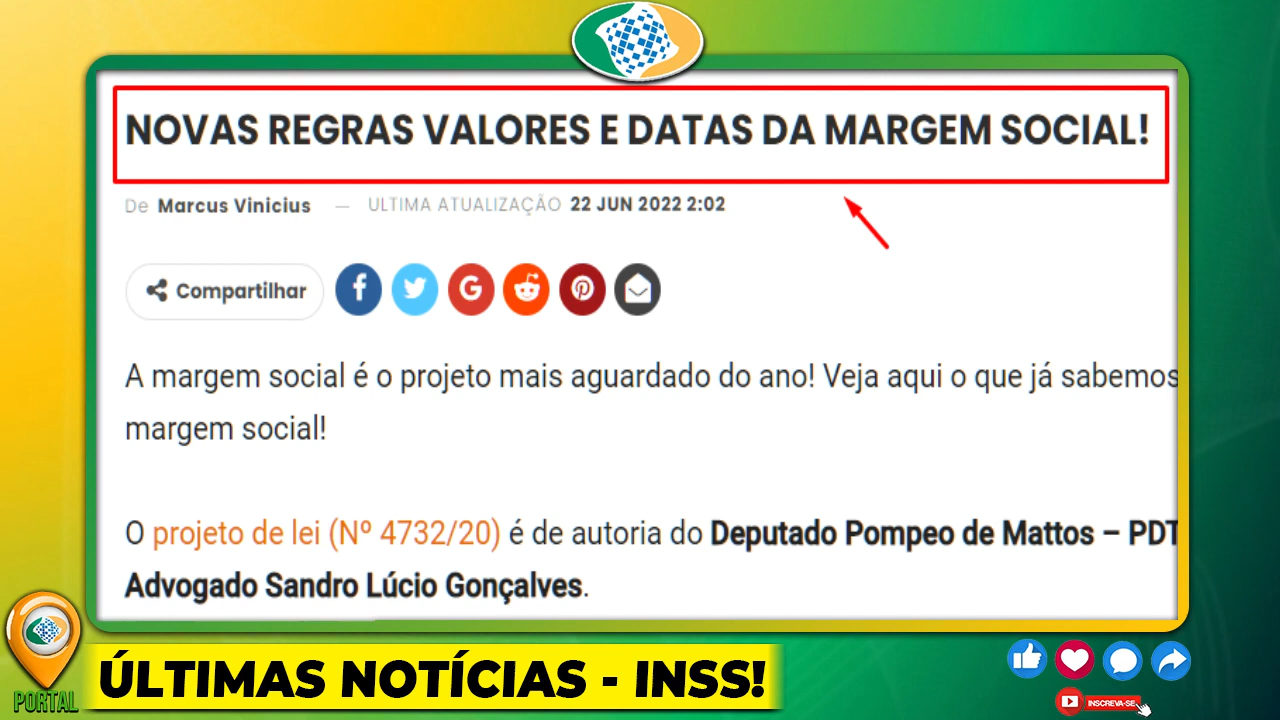 NOVAS REGRAS VALORES E DATAS DA MARGEM SOCIAL!
De Marcus Vinicius — ULTIMA ATUALIZAÇÃO 22 JUN 2022 2:02
Compartilhar
A margem social é o projeto mais aguardado do ano! Veja aqui o que já sabemos
margem social!
O projeto de lei (Nº 4732/20) é de autoria do Deputado Pompeo de Mattos – PDT
Advogado Sandro Lúcio Gonçalves.
ÚLTIMAS NOTÍCIAS - INSS!
PORTAL
INSCREVA-SE